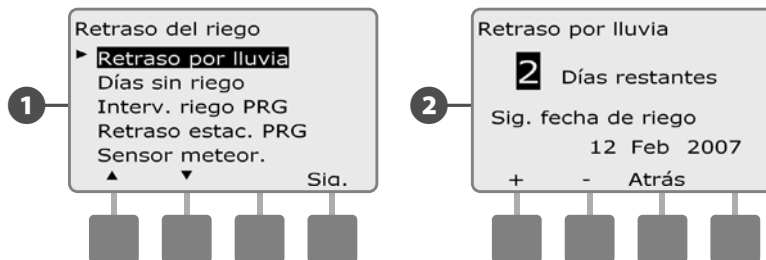 1
Retraso del riego
► Retraso por lluvia
Días sin riego
Interv. riego PRG
Retraso estac. PRG
Sensor meteor.
▲ ▼ Sig.
2
Retraso por lluvia
2 Días restantes
Sig. fecha de riego
12 Feb 2007
+ - Atrás